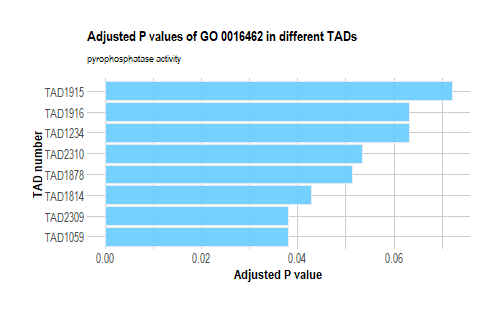 Adjusted P values of GO 0016462 in different TADs
pyrophosphatase activity
TAD1915
TAD1916
TAD1234
TAD2310
TAD1878
TAD1814
TAD2309
TAD1059
TAD number
0.00 0.02 0.04 0.06
Adjusted P value